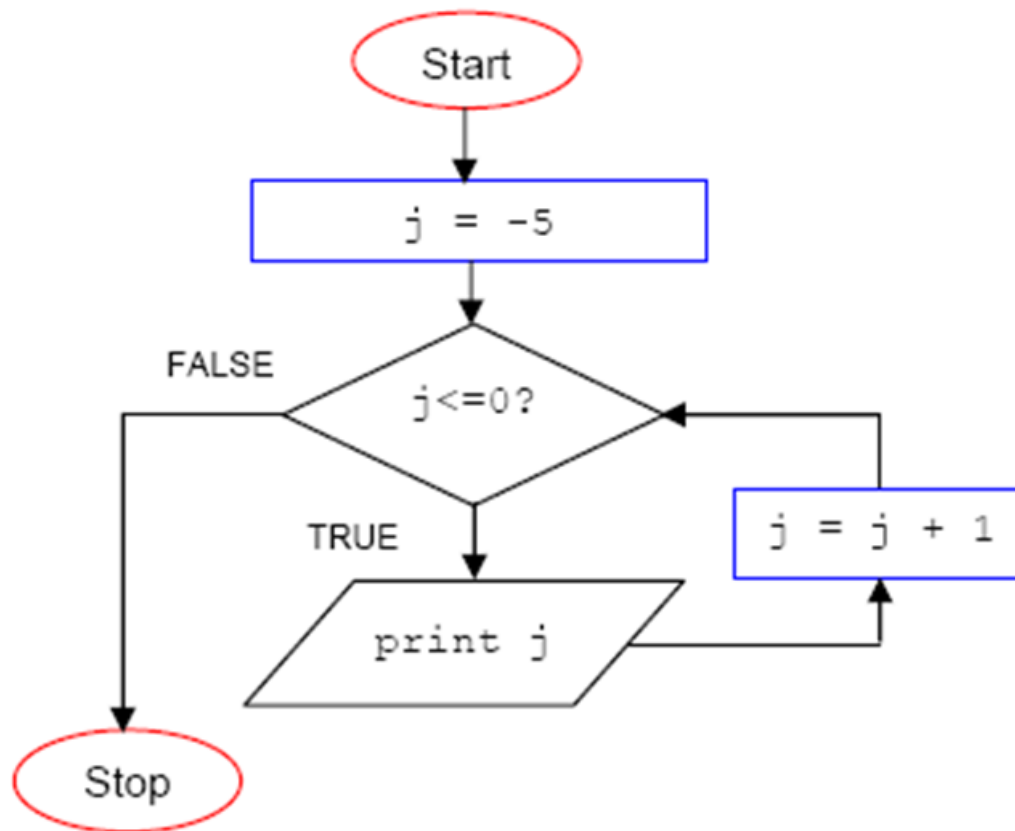 Start
j = -5
FALSE
j<=0?
TRUE
j = j + 1
print j
Stop